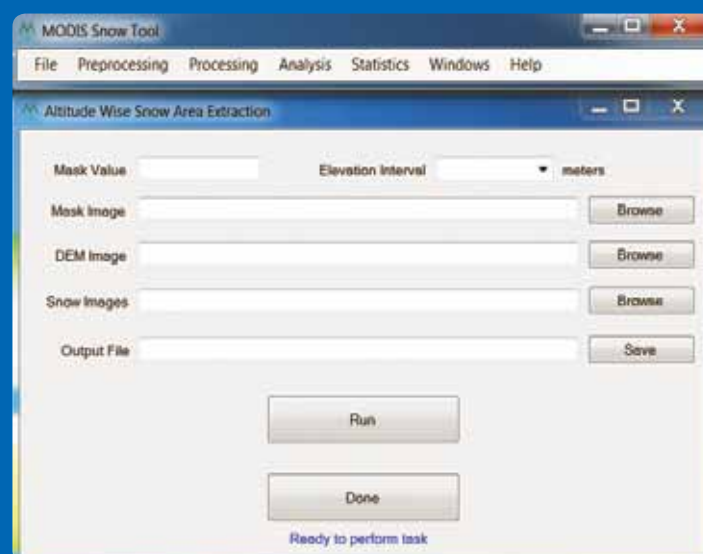 MODIS Snow Tool
File Preprocessing Processing Analysis Statistics Windows Help
Altitude Wise Snow Area Extraction
Mask Value Elevation Interval meters
Mask Image Browse
DEM Image Browse
Snow Images Browse
Output File Save
Run
Done
Ready to perform task